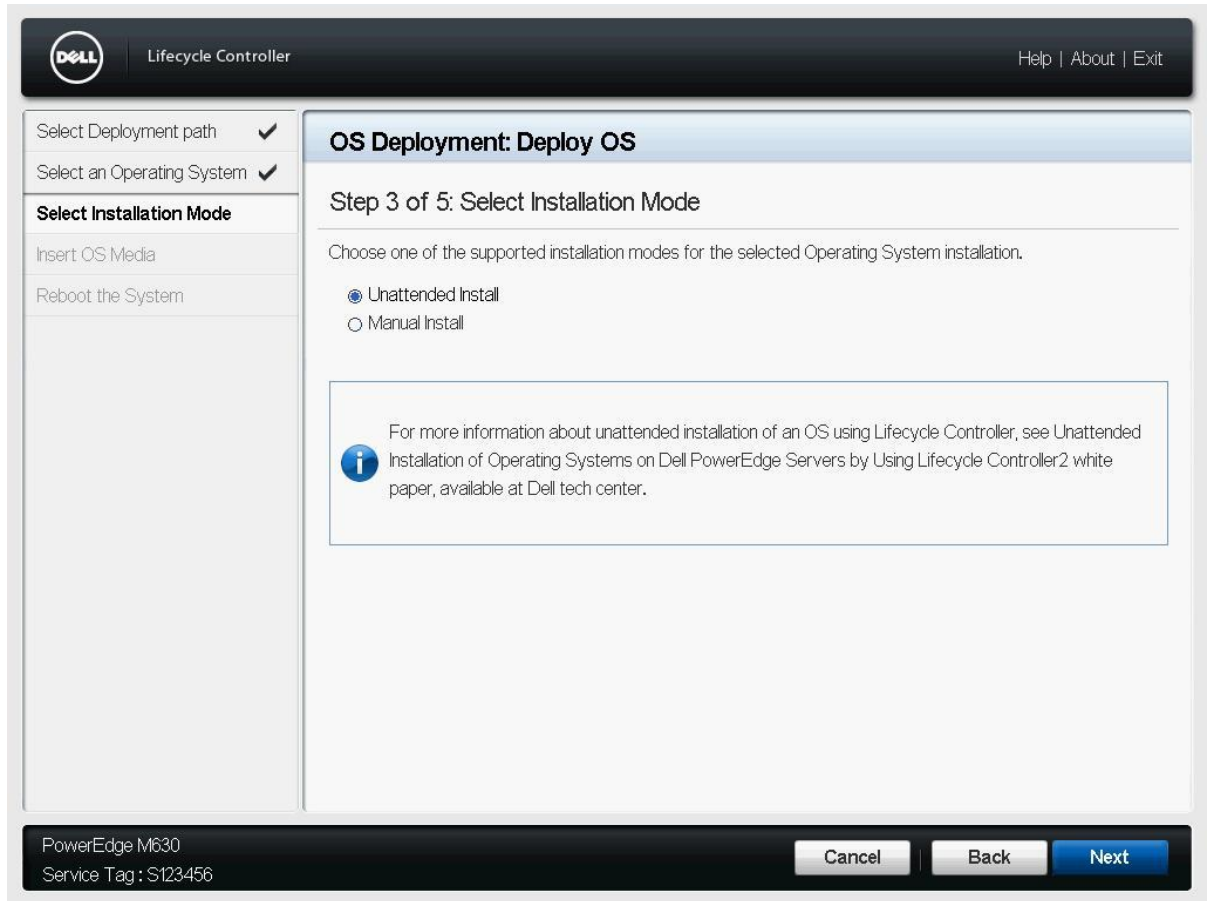 DELL
Lifecycle Controller
Help | About | Exit
Select Deployment path
Select an Operating System
Select Installation Mode
Insert OS Media
Reboot the System
OS Deployment: Deploy OS
Step 3 of 5: Select Installation Mode
Choose one of the supported installation modes for the selected Operating System installation.
Unattended Install
Manual Install
For more information about unattended installation of an OS using Lifecycle Controller, see Unattended
Installation of Operating Systems on Dell PowerEdge Servers by Using Lifecycle Controller2 white
paper, available at Dell tech center.
PowerEdge M630
Service Tag : S123456
Cancel
Back
Next